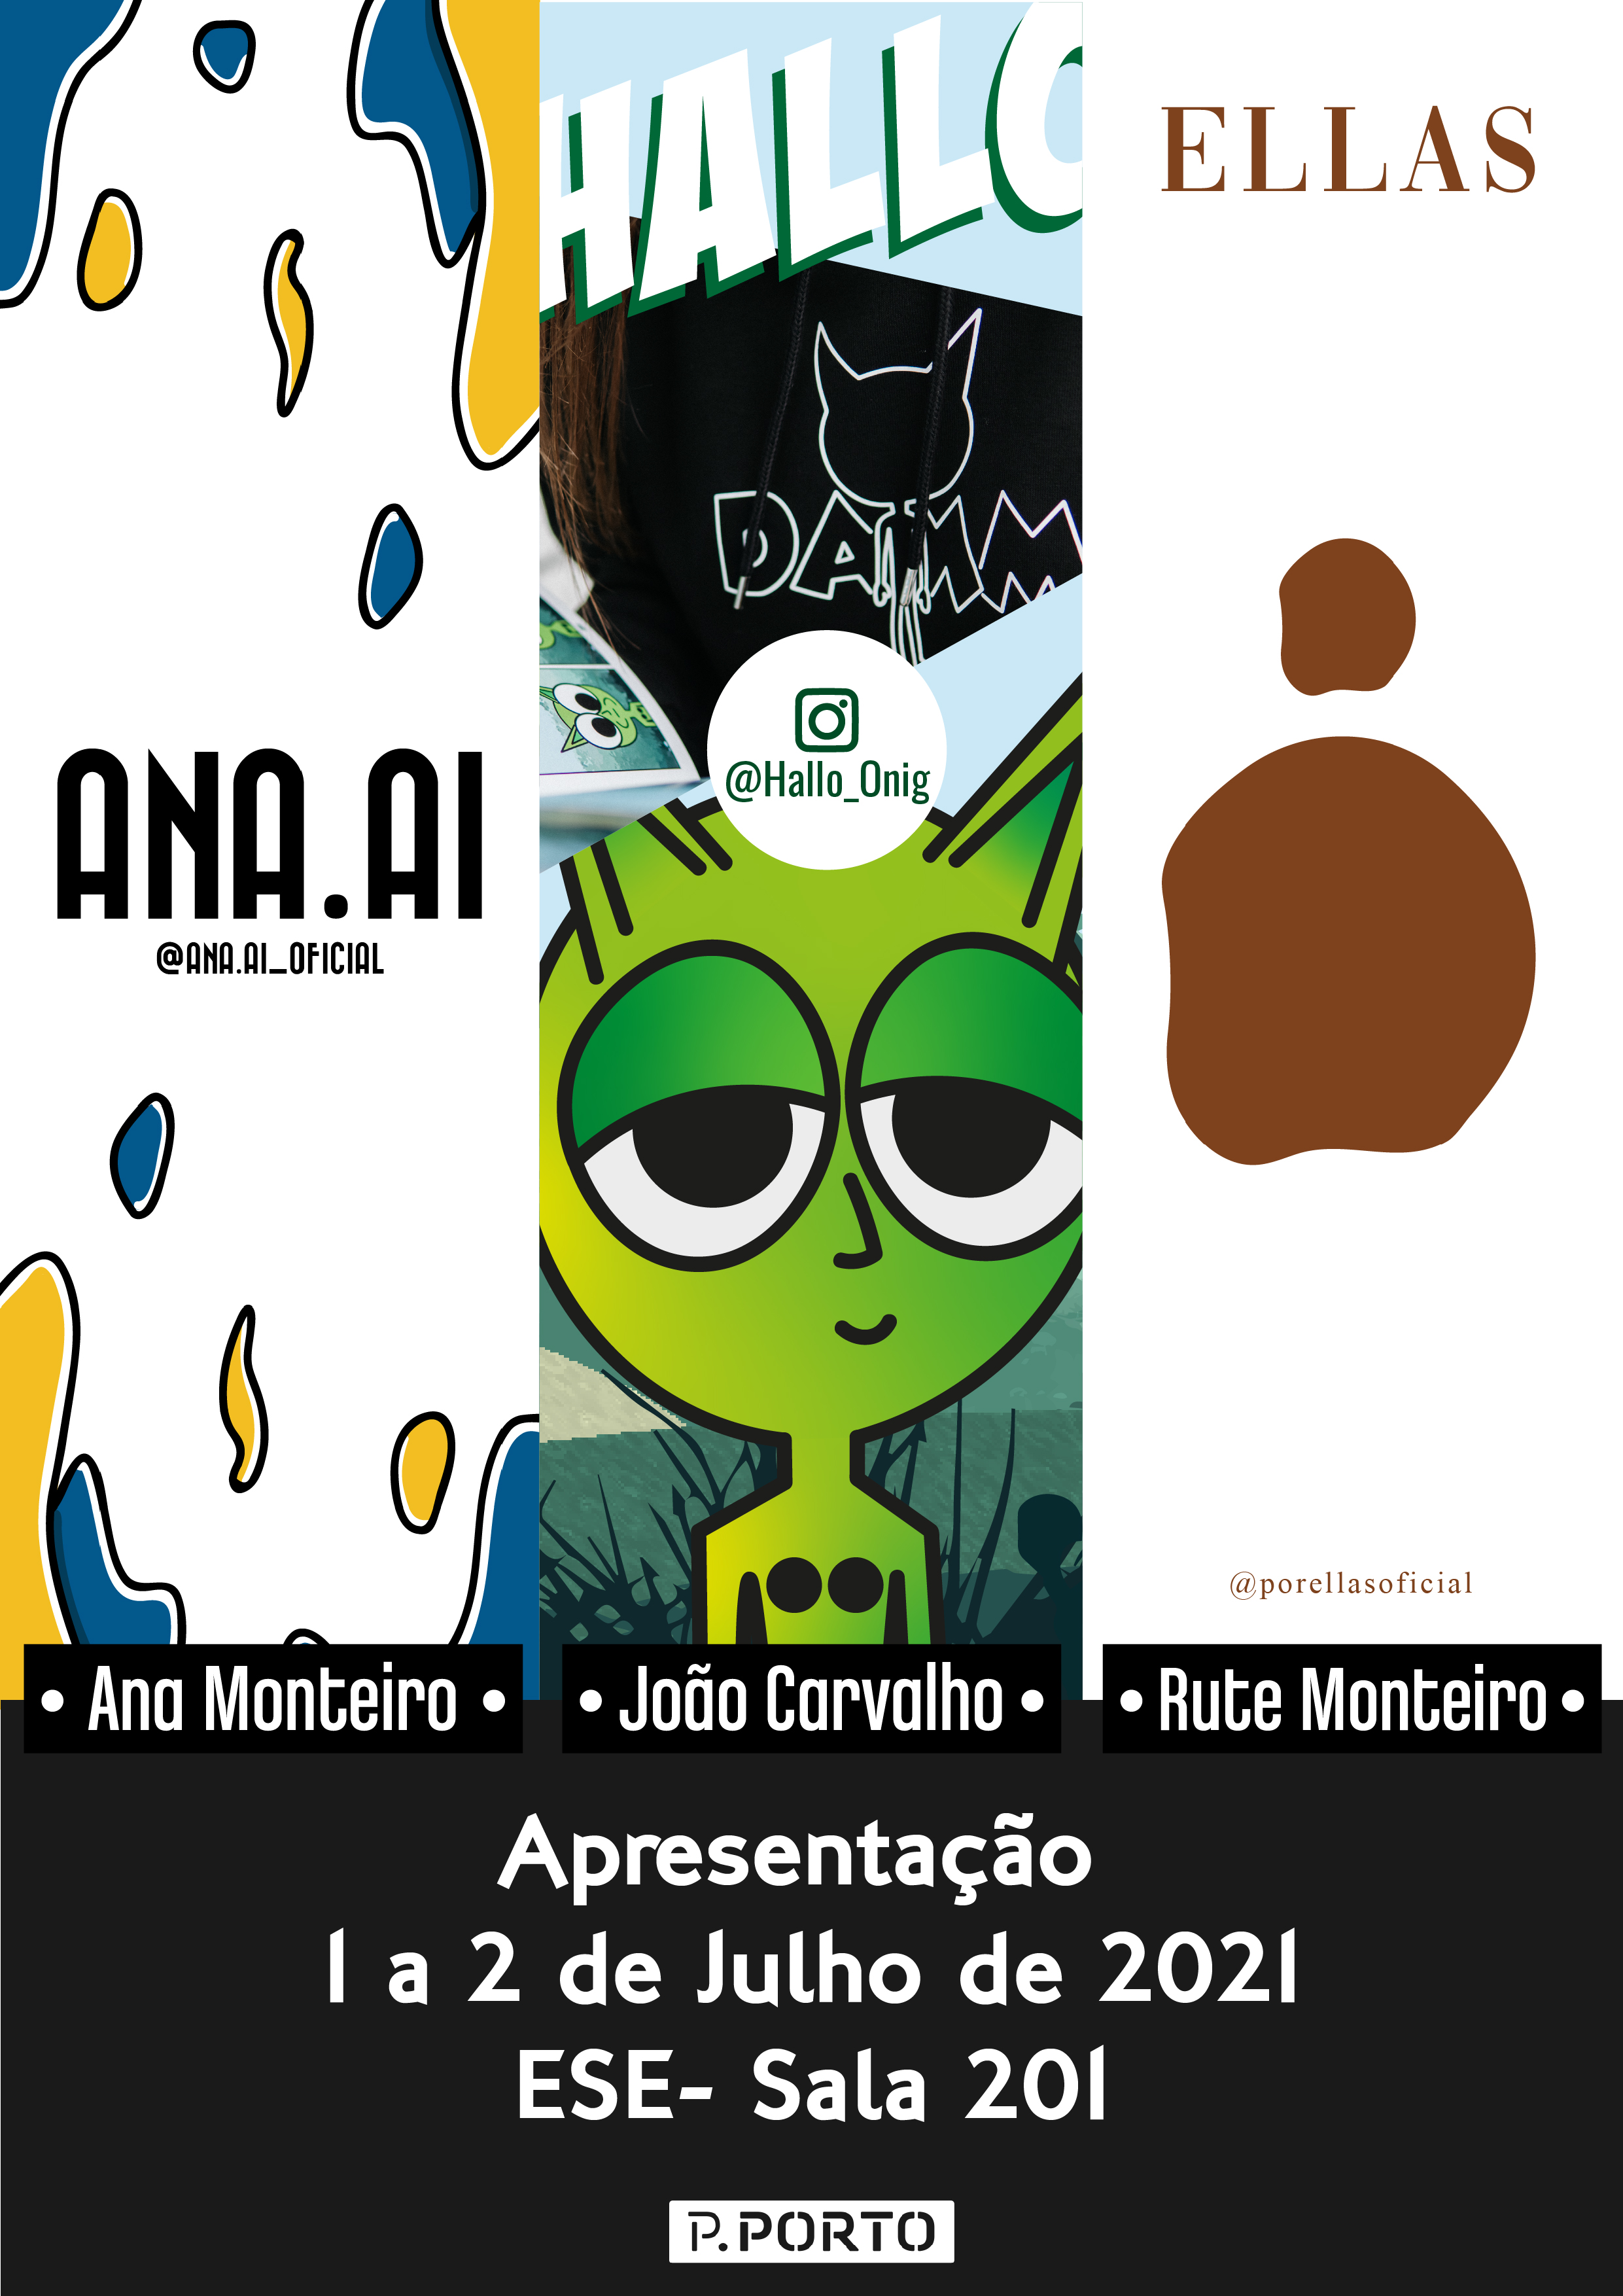 ANA.AI
@ANA.AI_OFICIAL
HALLO
DAMM
@Hallo_Onig
ELLAS
@porellasoficial
• Ana Monteiro •
• João Carvalho •
• Rute Monteiro •
Apresentação
1 a 2 de Julho de 2021
ESE- Sala 201
P.PORTO